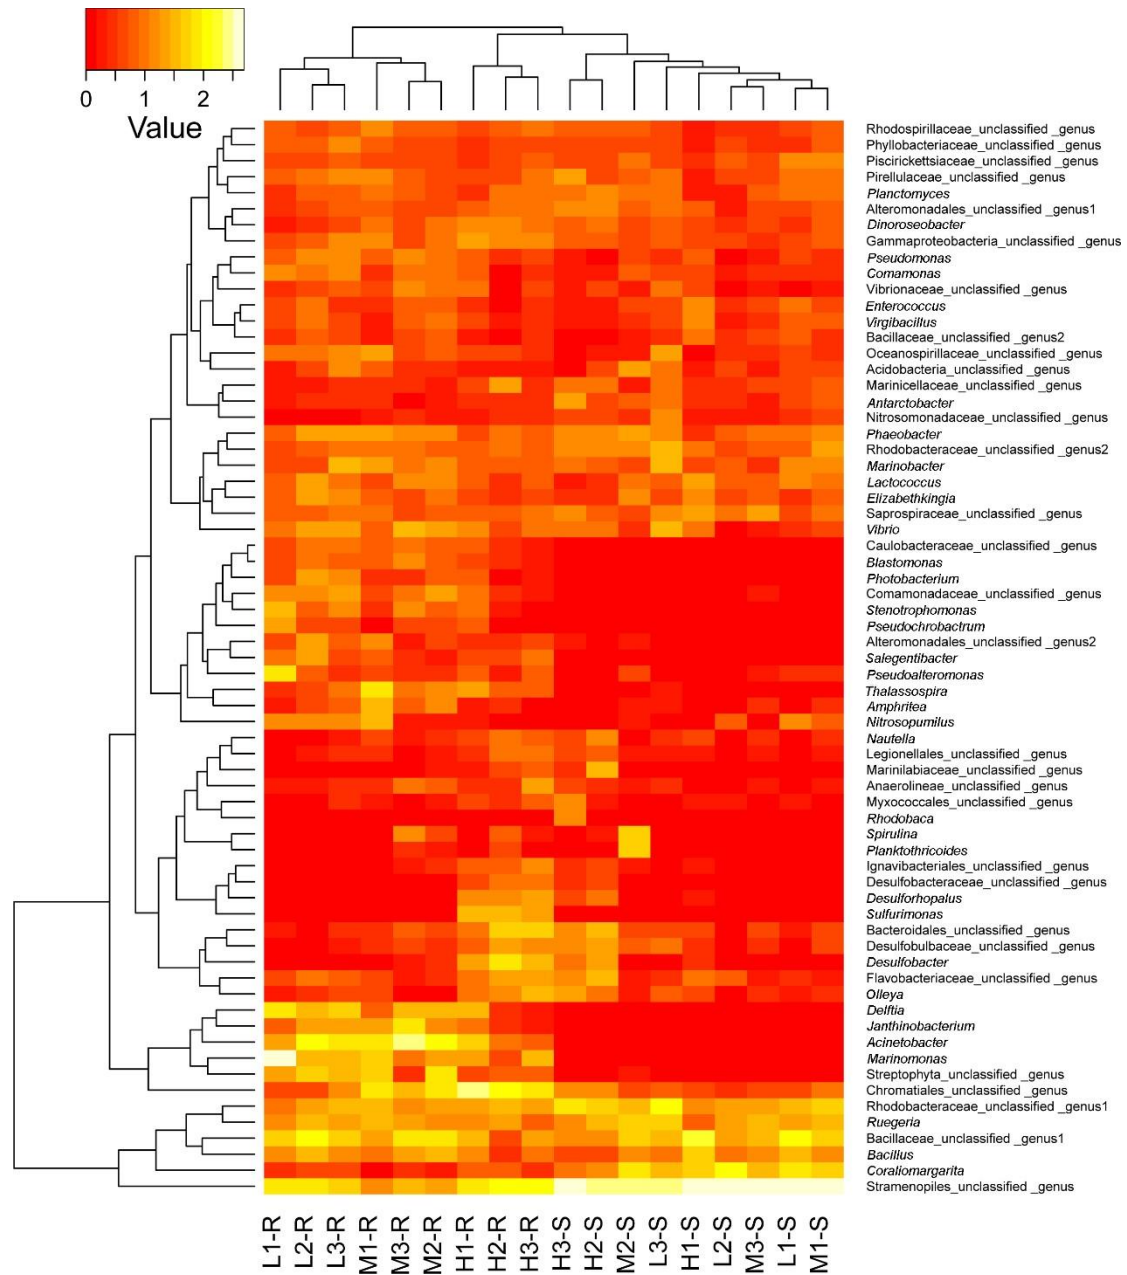 0 1 2
Value
Rhodospirillaceae_unclassified _genus
Phyllobacteriaceae_unclassified _genus
Piscirickettsiaceae_unclassified _genus
Pirellulaceae_unclassified _genus
Planctomyces
Alteromonadales_unclassified _genus1
Dinoroseobacter
Gammaproteobacteria_unclassified _genus
Pseudomonas
Comamonas
Vibrionaceae_unclassified _genus
Enterococcus
Virgibacillus
Bacillaceae_unclassified _genus2
Oceanospirillaceae_unclassified _genus
Acidobacteria_unclassified _genus
Marinicellaceae_unclassified _genus
Antarctobacter
Nitrosomonadaceae_unclassified _genus
Phaeobacter
Rhodobacteraceae_unclassified _genus2
Marinobacter
Lactococcus
Elizabethkingia
Saprospiraceae_unclassified _genus
Vibrio
Caulobacteraceae_unclassified _genus
Blastomonas
Photobacterium
Comamonadaceae_unclassified _genus
Stenotrophomonas
Pseudochrobactrum
Alteromonadales_unclassified _genus2
Salegentibacter
Pseudoalteromonas
Thalassospira
Amphritea
Nitrosopumilus
Nautella
Legionellales_unclassified _genus
Marinilabiaceae_unclassified _genus
Anaerolineae_unclassified _genus
Myxococcales_unclassified _genus
Rhodobaca
Spirulina
Planktothricoides
Ignavibacteriales_unclassified _genus
Desulfobacteraceae_unclassified _genus
Desulforhopalus
Sulfurimonas
Bacteroidales_unclassified _genus
Desulfobulbaceae_unclassified _genus
Desulfobacter
Flavobacteriaceae_unclassified _genus
Olleya
Delftia
Janthinobacterium
Acinetobacter
Marinomonas
Streptophyta_unclassified _genus
Chromatiales_unclassified _genus
Rhodobacteraceae_unclassified _genus1
Ruegeria
Bacillaceae_unclassified _genus1
Bacillus
Coraliomargarita
Stramenopiles_unclassified _genus
L1-R L2-R L3-R M1-R M3-R M2-R H1-R H2-R H3-R H3-S H2-S M2-S L3-S H1-S L2-S M3-S L1-S M1-S